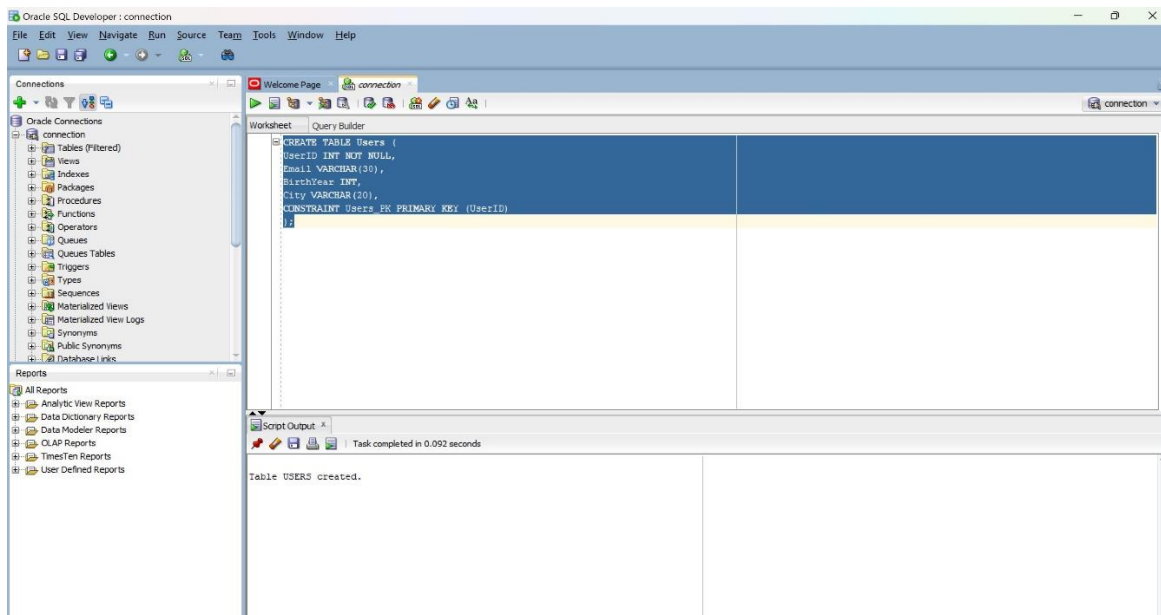 Oracle SQL Developer : connection
File Edit View Navigate Run Source Team Tools Window Help
Connections
Oracle Connections
connection
Tables (Filtered)
Views
Indexes
Packages
Procedures
Functions
Operators
Queues
Queues Tables
Triggers
Types
Sequences
Materialized Views
Materialized View Logs
Synonyms
Public Synonyms
Database Links
Reports
All Reports
Analytic View Reports
Data Dictionary Reports
Data Modeler Reports
OLAP Reports
TimesTen Reports
User Defined Reports
Welcome Page connection
connection
Worksheet Query Builder
CREATE TABLE Users (
UserID INT NOT NULL,
Email VARCHAR(30),
BirthYear INT,
City VARCHAR(20),
CONSTRAINT Users_PK PRIMARY KEY (UserID)
);
Script Output
Task completed in 0.092 seconds
Table USERS created.